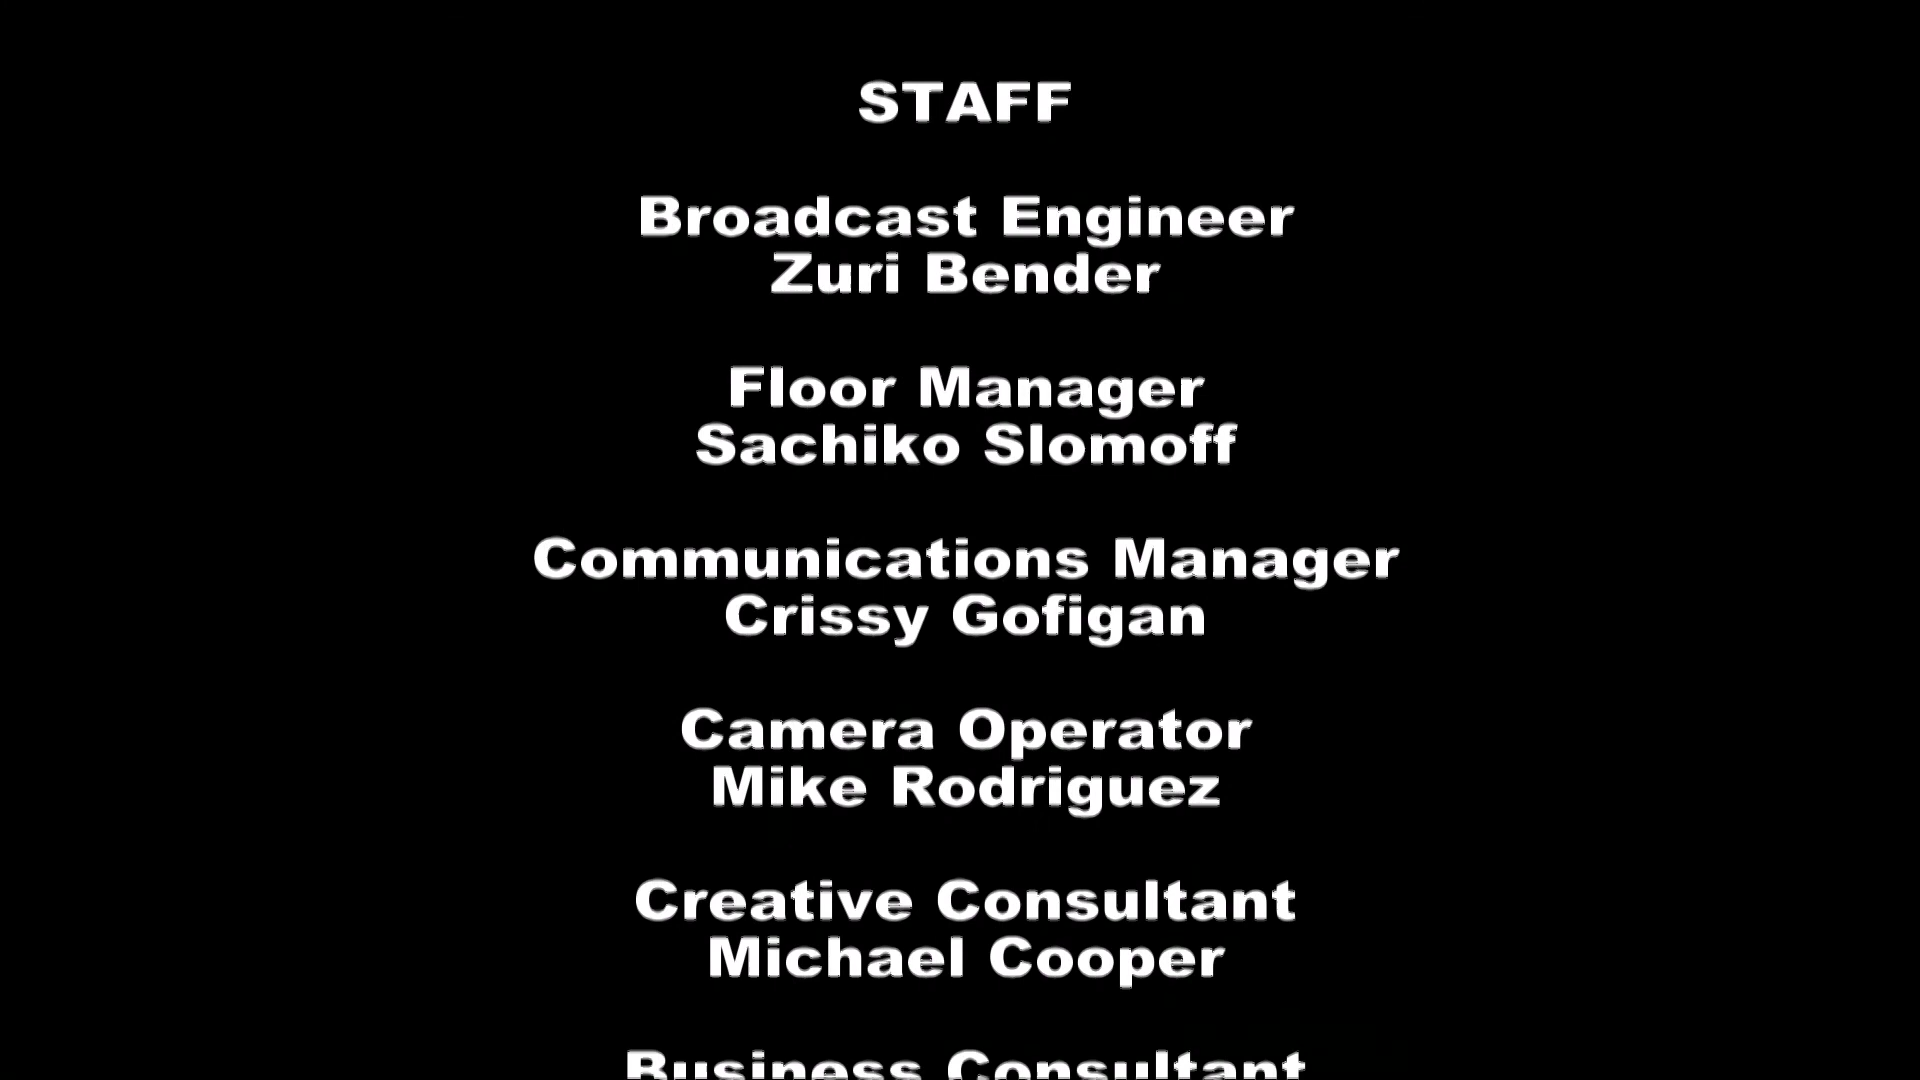 STAFF
Broadcast Engineer
Zuri Bender
Floor Manager
Sachiko Slomoff
Communications Manager
Crissy Gofigan
Camera Operator
Mike Rodriguez
Creative Consultant
Michael Cooper
Business Consultant